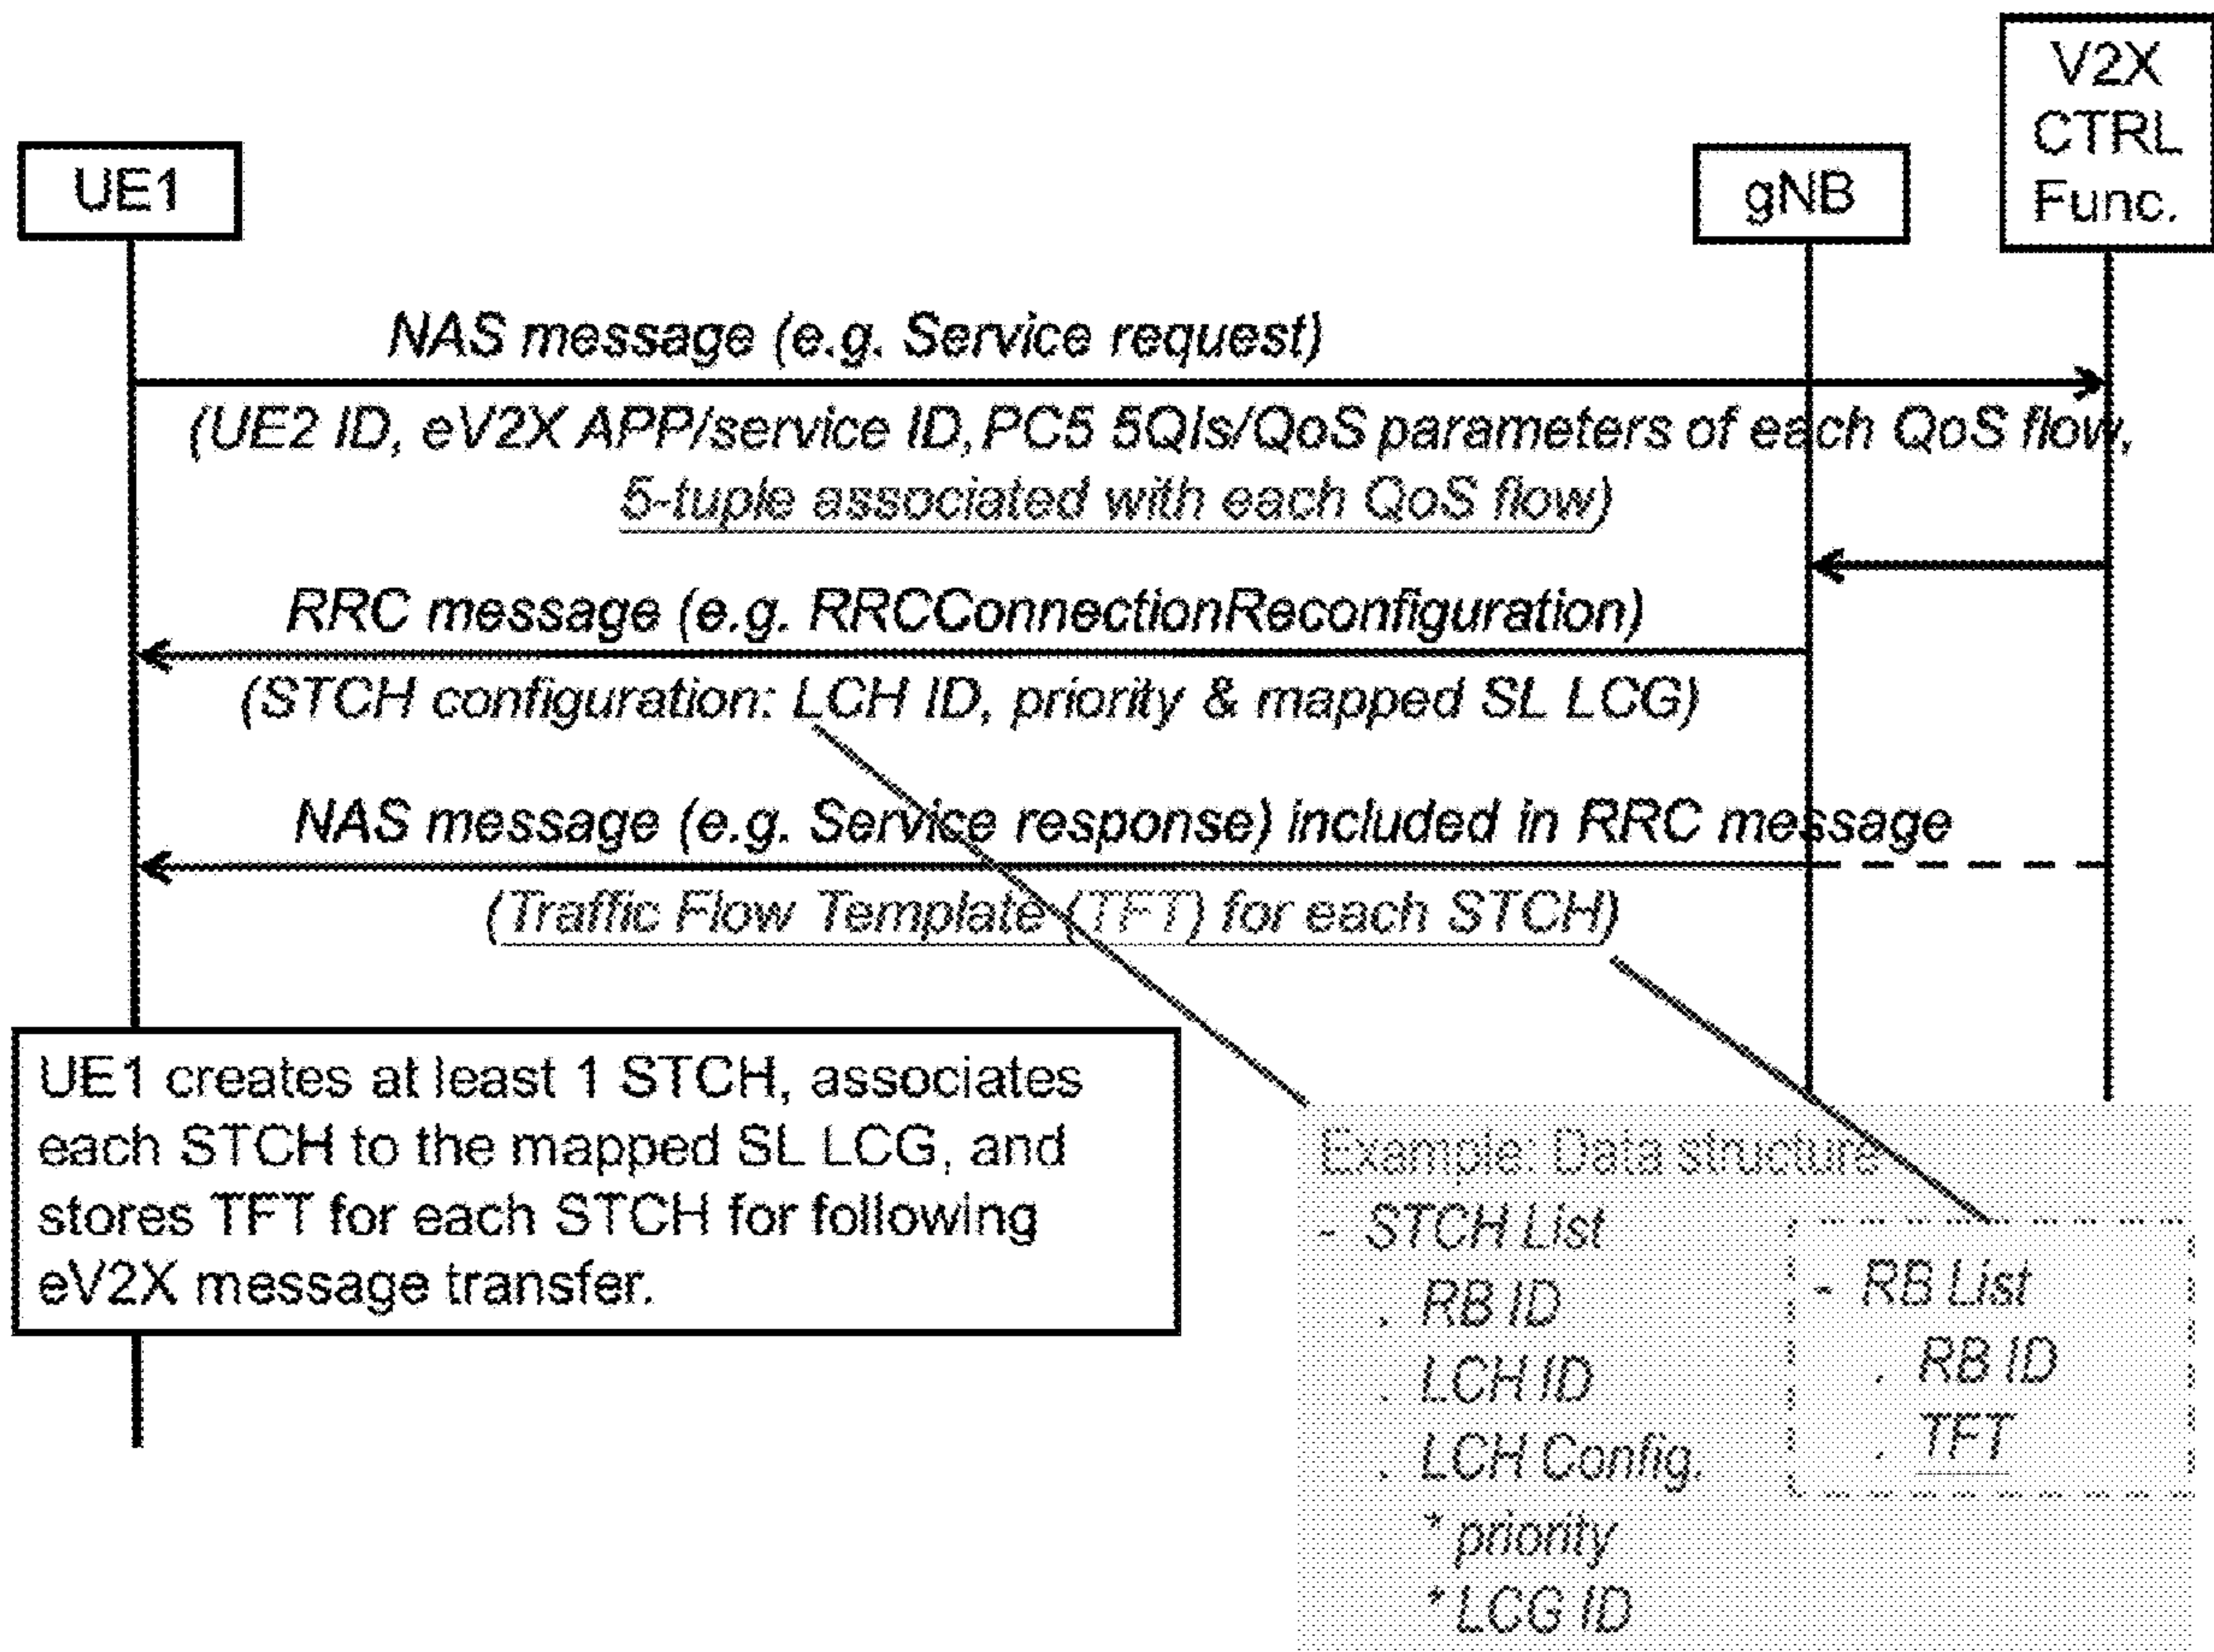 V2X
CTRL
Func.
UE1
gNB
NAS message (e.g. Service request)
(UE2 ID, eV2X APP/service ID, PC5 5QIs/QoS parameters of each QoS flow,
5-tuple associated with each QoS flow)
RRC message (e.g. RRCConnectionReconfiguration)
(STCH configuration: LCH ID, priority & mapped SL LCG)
NAS message (e.g. Service response) included in RRC message
(Traffic Flow Template (TFT) for each STCH)
UE1 creates at least 1 STCH, associates
each STCH to the mapped SL LCG, and
stores TFT for each STCH for following
eV2X message transfer.
Example: Data structure
- STCH List
. RB ID
. LCH ID
. LCH Config.
* priority
* LCG ID
- RB List
. RB ID
. TFT